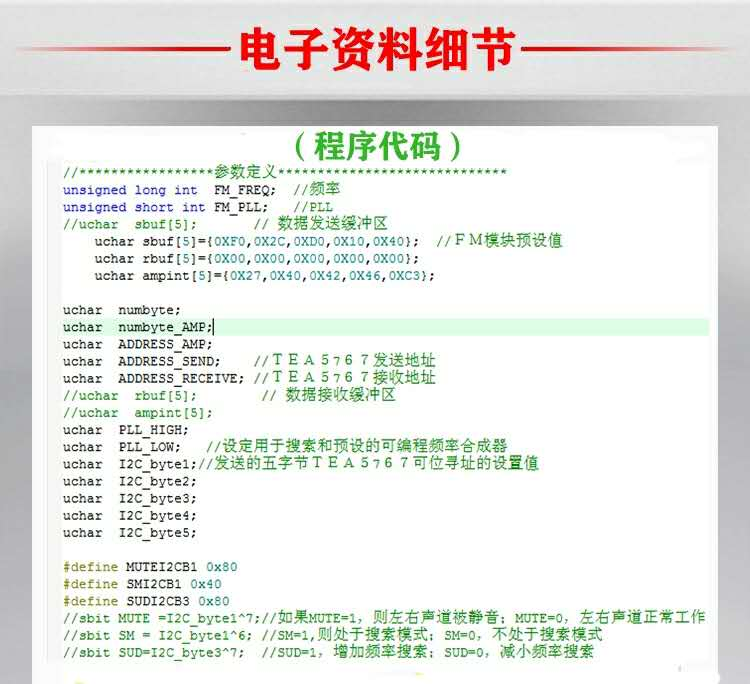 电子资料细节
（程序代码）
//*****************参数定义*****************************
unsigned long int  FM_FREQ;  //频率
unsigned short int FM_PLL;   //PLL
//uchar  sbuf[5];       // 数据发送缓冲区
    uchar sbuf[5]={0XF0,0X2C,0XD0,0X10,0X40};  //ＦＭ模块预设值
    uchar rbuf[5]={0X00,0X00,0X00,0X00,0X00};
    uchar ampint[5]={0X27,0X40,0X42,0X46,0XC3};
uchar  numbyte;
uchar  numbyte_AMP;
uchar  ADDRESS_AMP;
uchar  ADDRESS_SEND;    //ＴＥＡ５７６７发送地址
uchar  ADDRESS_RECEIVE; //ＴＥＡ５７６７接收地址
//uchar  rbuf[5];        // 数据接收缓冲区
//uchar  ampint[5];
uchar  PLL_HIGH;
uchar  PLL_LOW;   //设定用于搜索和预设的可编程频率合成器
uchar  I2C_byte1;//发送的五字节ＴＥＡ５７６７可位寻址的设置值
uchar  I2C_byte2;
uchar  I2C_byte3;
uchar  I2C_byte4;
uchar  I2C_byte5;
#define MUTEI2CB1 0x80
#define SMI2CB1 0x40
#define SUDI2CB3 0x80
//sbit MUTE =I2C_byte1^7;//如果MUTE=1，则左右声道被静音；MUTE=0，左右声道正常工作
//sbit SM = I2C_byte1^6; //SM=1,则处于搜索模式；SM=0，不处于搜索模式
//sbit SUD=I2C_byte3^7;  //SUD=1，增加频率搜索；SUD=0，减小频率搜索